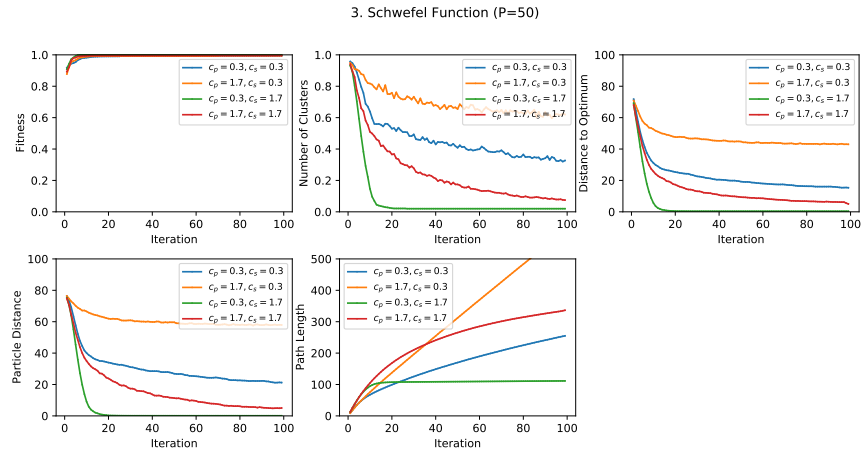 3. Schwefel Function (P=50)
Fitness
1.0
0.8
0.6
0.4
0.2
0.0
0 20 40 60 80 100
Iteration
c_p = 0.3, c_s = 0.3
c_p = 1.7, c_s = 0.3
c_p = 0.3, c_s = 1.7
c_p = 1.7, c_s = 1.7
Number of Clusters
1.0
0.8
0.6
0.4
0.2
0.0
0 20 40 60 80 100
Iteration
c_p = 0.3, c_s = 0.3
c_p = 1.7, c_s = 0.3
c_p = 0.3, c_s = 1.7
c_p = 1.7, c_s = 1.7
Distance to Optimum
100
80
60
40
20
0
0 20 40 60 80 100
Iteration
c_p = 0.3, c_s = 0.3
c_p = 1.7, c_s = 0.3
c_p = 0.3, c_s = 1.7
c_p = 1.7, c_s = 1.7
Particle Distance
100
80
60
40
20
0
0 20 40 60 80 100
Iteration
c_p = 0.3, c_s = 0.3
c_p = 1.7, c_s = 0.3
c_p = 0.3, c_s = 1.7
c_p = 1.7, c_s = 1.7
Path Length
500
400
300
200
100
0
0 20 40 60 80 100
Iteration
c_p = 0.3, c_s = 0.3
c_p = 1.7, c_s = 0.3
c_p = 0.3, c_s = 1.7
c_p = 1.7, c_s = 1.7